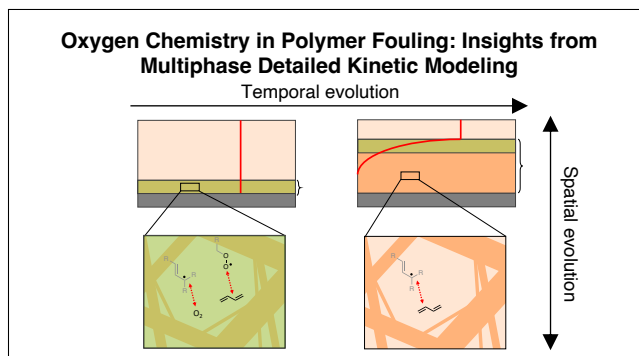 Oxygen Chemistry in Polymer Fouling: Insights from
Multiphase Detailed Kinetic Modeling
Temporal evolution
Spatial evolution
R
O
O
R
R
O₂
R
R
R